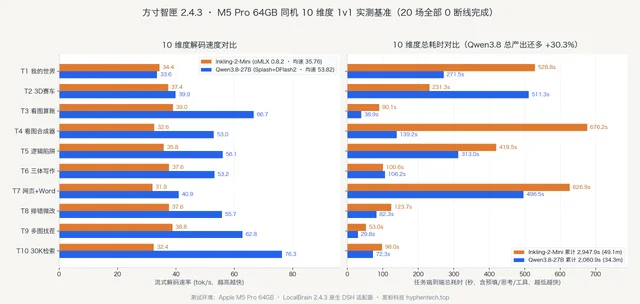 方寸智匣 2.4.3 · M5 Pro 64GB 同机 10 维度 1v1 实测基准（20 场全部 0 断线完成）
10 维度解码速度对比
Inkling-2-Mini (oMLX 0.8.2 · 均速 35.76)
Qwen3.8-27B (Splash+DFlash2 · 均速 53.82)
T1 我的世界
34.4
33.6
T2 3D赛车
37.4
39.9
T3 看图算账
39.0
66.7
T4 看图合成器
32.6
53.0
T5 逻辑陷阱
35.8
56.1
T6 三体写作
37.6
53.2
T7 网页+Word
31.9
40.9
T8 排错微改
37.6
55.7
T9 多图找茬
38.8
62.8
T10 30K检索
32.4
76.3
0 10 20 30 40 50 60 70 80
流式解码速率 (tok/s，越高越快)
10 维度总耗时对比（Qwen3.8 总产出还多 +30.3%）
528.8s
271.5s
231.3s
511.3s
90.1s
38.9s
676.2s
139.2s
419.5s
313.0s
100.6s
106.2s
626.9s
496.5s
123.7s
82.3s
53.0s
29.8s
98.0s
72.3s
Inkling-2-Mini 累计 2,947.9s (49.1m)
Qwen3.8-27B 累计 2,060.9s (34.3m)
0 100 200 300 400 500 600 700
任务端到端总耗时 (秒，含预填/思考/工具，越低越快)
测试环境：Apple M5 Pro 64GB · LocalBrain 2.4.3 原生 DSH 适配层 · 黄粉科技 hyphentech.top